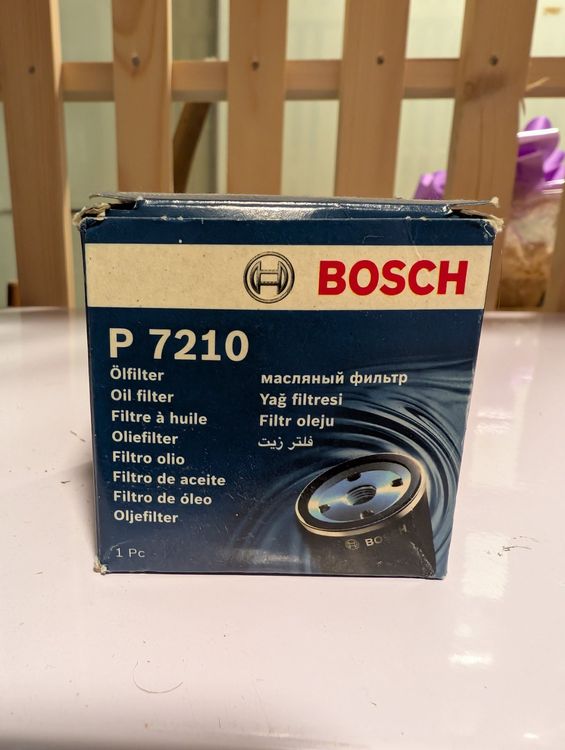 BOSCH
P 7210
Ölfilter
Oil filter
Filtre à huile
Oliefilter
Filtro olio
Filtro de aceite
Filtro de óleo
Oljefilter
масляный фильтр
Yağ filtresi
Filtr oleju
فلتر زيت
BOSCH
1 Pc